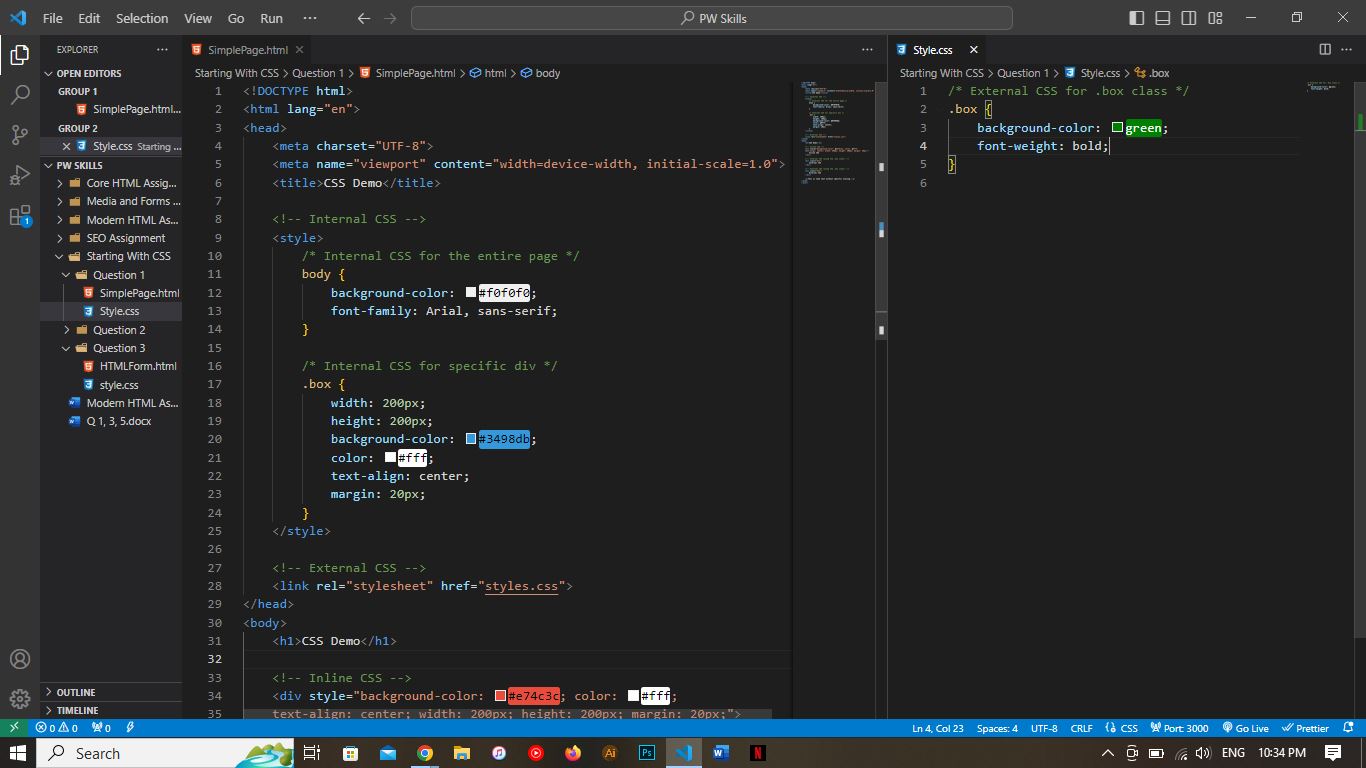 File Edit Selection View Go Run ··· PW Skills
EXPLORER ···
OPEN EDITORS
GROUP 1
SimplePage.html...
GROUP 2
Style.css Starting ...
PW SKILLS
Core HTML Assig...
Media and Forms ...
Modern HTML As...
SEO Assignment
Starting With CSS
Question 1
SimplePage.html
Style.css
Question 2
Question 3
HTMLForm.html
style.css
Modern HTML As...
Q 1, 3, 5.docx
OUTLINE
TIMELINE
1
SimplePage.html
Starting With CSS > Question 1 > SimplePage.html > html > body
1 <!DOCTYPE html>
2 <html lang="en">
3 <head>
4 <meta charset="UTF-8">
5 <meta name="viewport" content="width=device-width, initial-scale=1.0">
6 <title>CSS Demo</title>
7
8 <!-- Internal CSS -->
9 <style>
10 /* Internal CSS for the entire page */
11 body {
12 background-color: #f0f0f0;
13 font-family: Arial, sans-serif;
14 }
15
16 /* Internal CSS for specific div */
17 .box {
18 width: 200px;
19 height: 200px;
20 background-color: #3498db;
21 color: #fff;
22 text-align: center;
23 margin: 20px;
24 }
25 </style>
26
27 <!-- External CSS -->
28 <link rel="stylesheet" href="styles.css">
29 </head>
30 <body>
31 <h1>CSS Demo</h1>
32
33 <!-- Inline CSS -->
34 <div style="background-color: #e74c3c; color: #fff;
35 text-align: center; width: 200px; height: 200px; margin: 20px;">
Style.css
Starting With CSS > Question 1 > Style.css > .box
1 /* External CSS for .box class */
2 .box {
3 background-color: green;
4 font-weight: bold;
5 }
6
0 0 0 Ln 4, Col 23 Spaces: 4 UTF-8 CRLF {} CSS Port: 3000 Go Live Prettier
Search ENG 10:34 PM